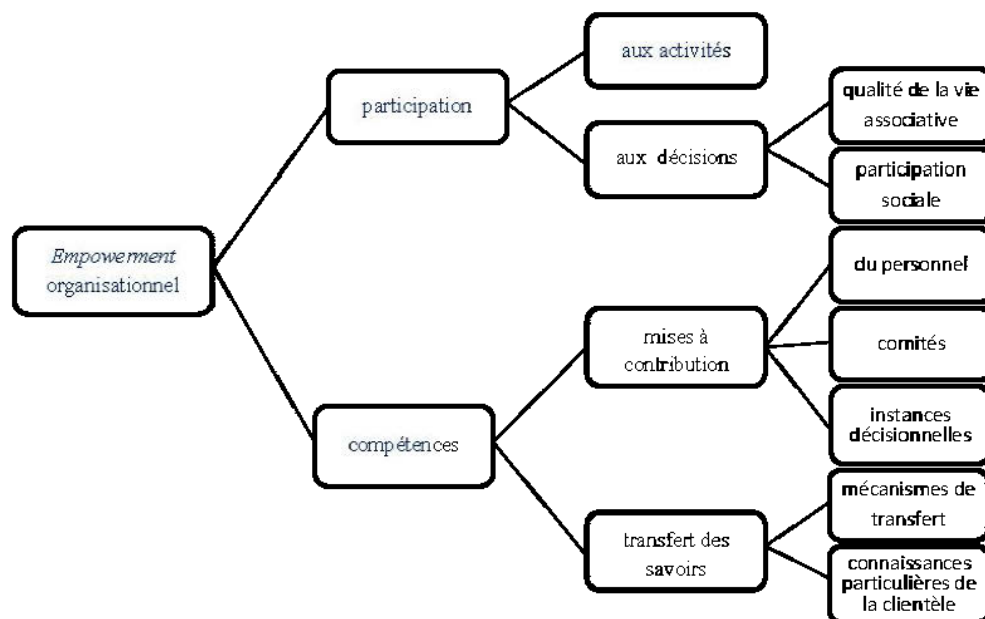 aux activités
participation
qualité de la vie
associative
aux décisions
participation
sociale
Empowerment
organisationnel
du personnel
mises à
contribution
comités
instances
décisionnelles
compétences
mécanismes de
transfert
transfert des
savoirs
connaissances
particulières de
la clientèle